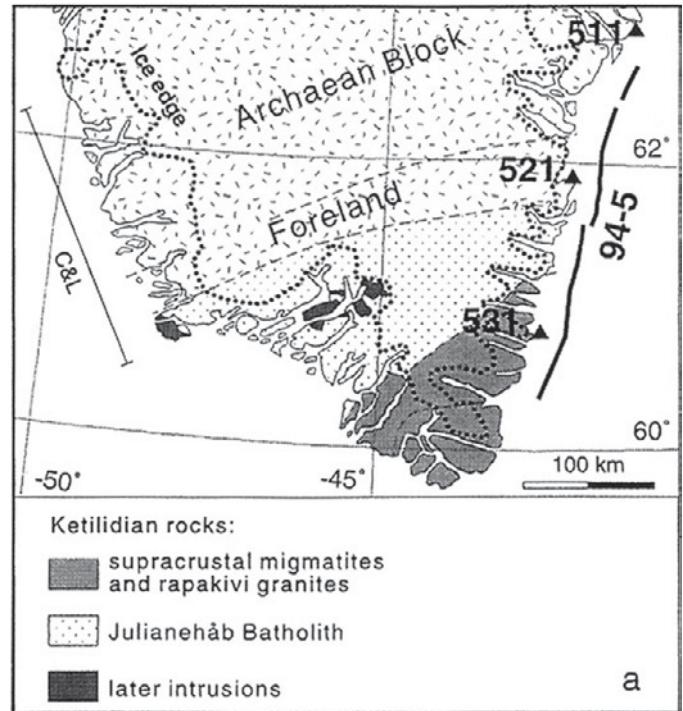 511
Ice edge
Archaean Block
62°
521
Foreland
94-5
C&L
531
60°
-50°
-45°
100 km
Ketilidian rocks:
supracrustal migmatites
and rapakivi granites
Julianehåb Batholith
later intrusions
a